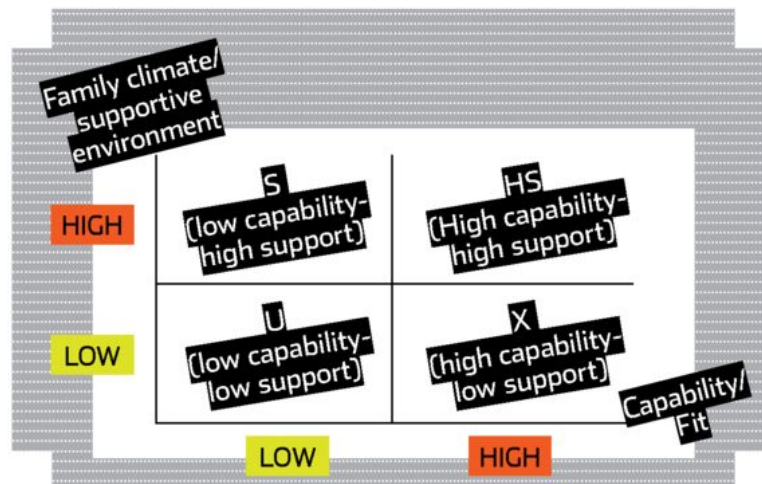 Family climate/
supportive
environment
HIGH
S
(low capability-
high support)
HS
(High capability-
high support)
LOW
U
(low capability-
low support)
X
(high capability-
low support)
Capability/
Fit
LOW
HIGH